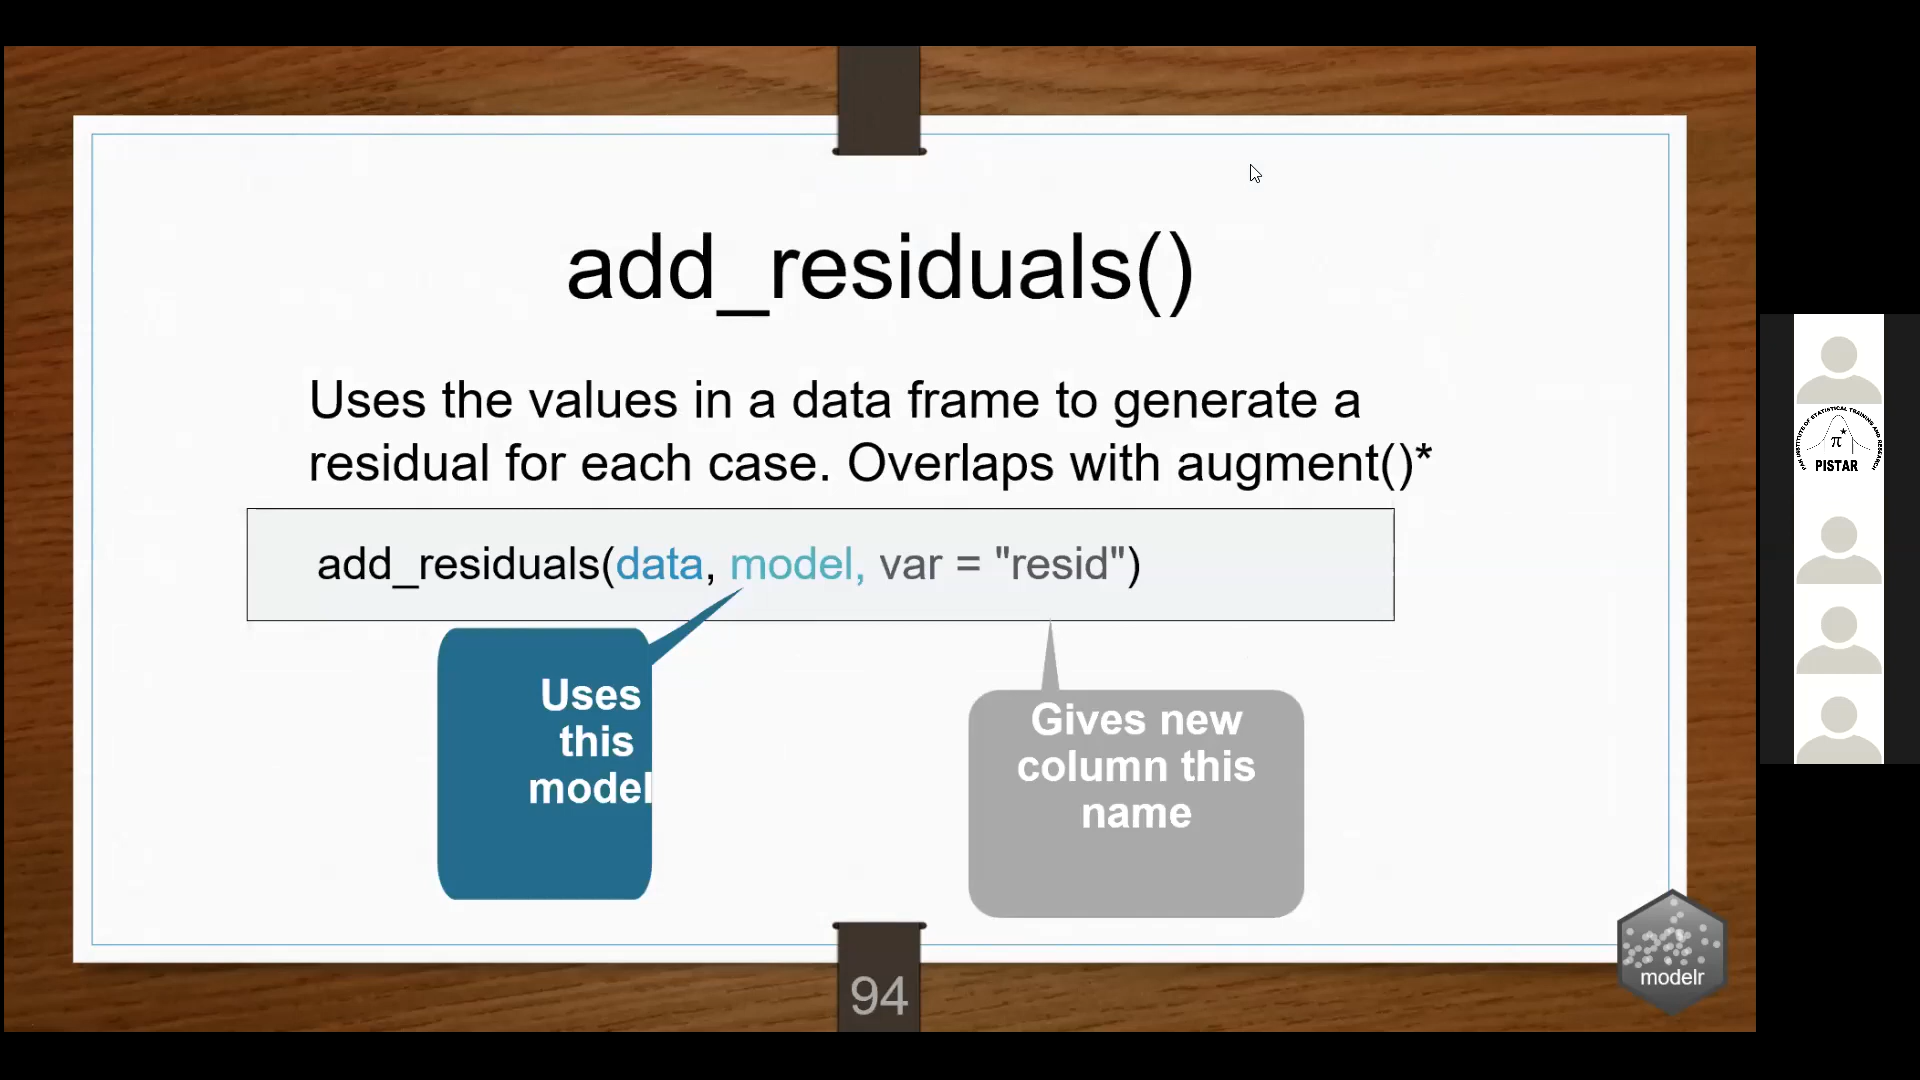 add_residuals()
Uses the values in a data frame to generate a
residual for each case. Overlaps with augment()*
add_residuals(data, model, var = "resid")
Uses
this
model
Gives new
column this
name
94
modelr
PISTAR